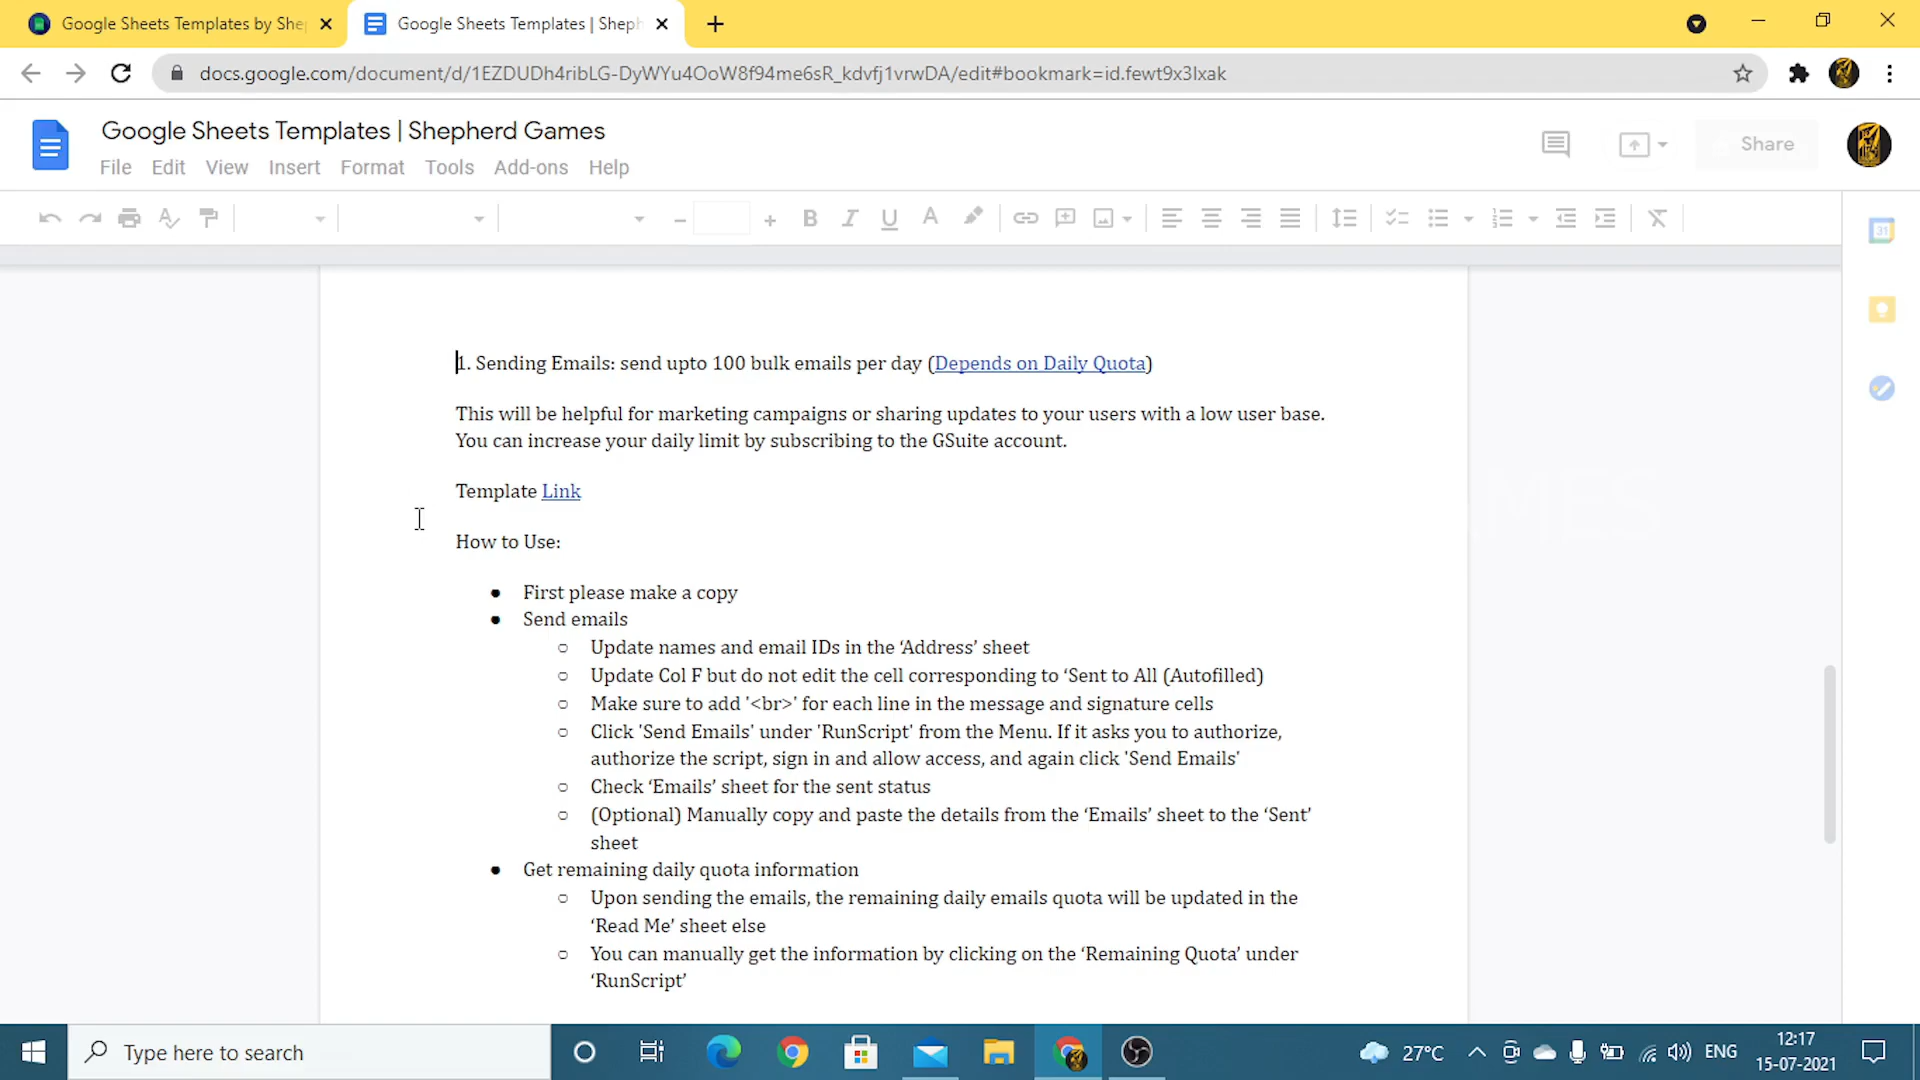 Google Sheets Templates by She
Google Sheets Templates | Sheph
docs.google.com/document/d/1EZDUDh4ribLG-DyWYu4OoW8f94me6sR_kdvfj1vrwDA/edit#bookmark=id.fewt9x3lxak
Google Sheets Templates | Shepherd Games
File Edit View Insert Format Tools Add-ons Help
Share
31
1. Sending Emails: send upto 100 bulk emails per day (Depends on Daily Quota)
This will be helpful for marketing campaigns or sharing updates to your users with a low user base.
You can increase your daily limit by subscribing to the GSuite account.
Template Link
How to Use:
● First please make a copy
● Send emails
○ Update names and email IDs in the ‘Address’ sheet
○ Update Col F but do not edit the cell corresponding to ‘Sent to All (Autofilled)
○ Make sure to add '<br>' for each line in the message and signature cells
○ Click 'Send Emails' under 'RunScript' from the Menu. If it asks you to authorize,
authorize the script, sign in and allow access, and again click 'Send Emails'
○ Check ‘Emails’ sheet for the sent status
○ (Optional) Manually copy and paste the details from the ‘Emails’ sheet to the ‘Sent’
sheet
● Get remaining daily quota information
○ Upon sending the emails, the remaining daily emails quota will be updated in the
‘Read Me’ sheet else
○ You can manually get the information by clicking on the ‘Remaining Quota’ under
‘RunScript’
Type here to search
27°C
ENG
12:17
15-07-2021